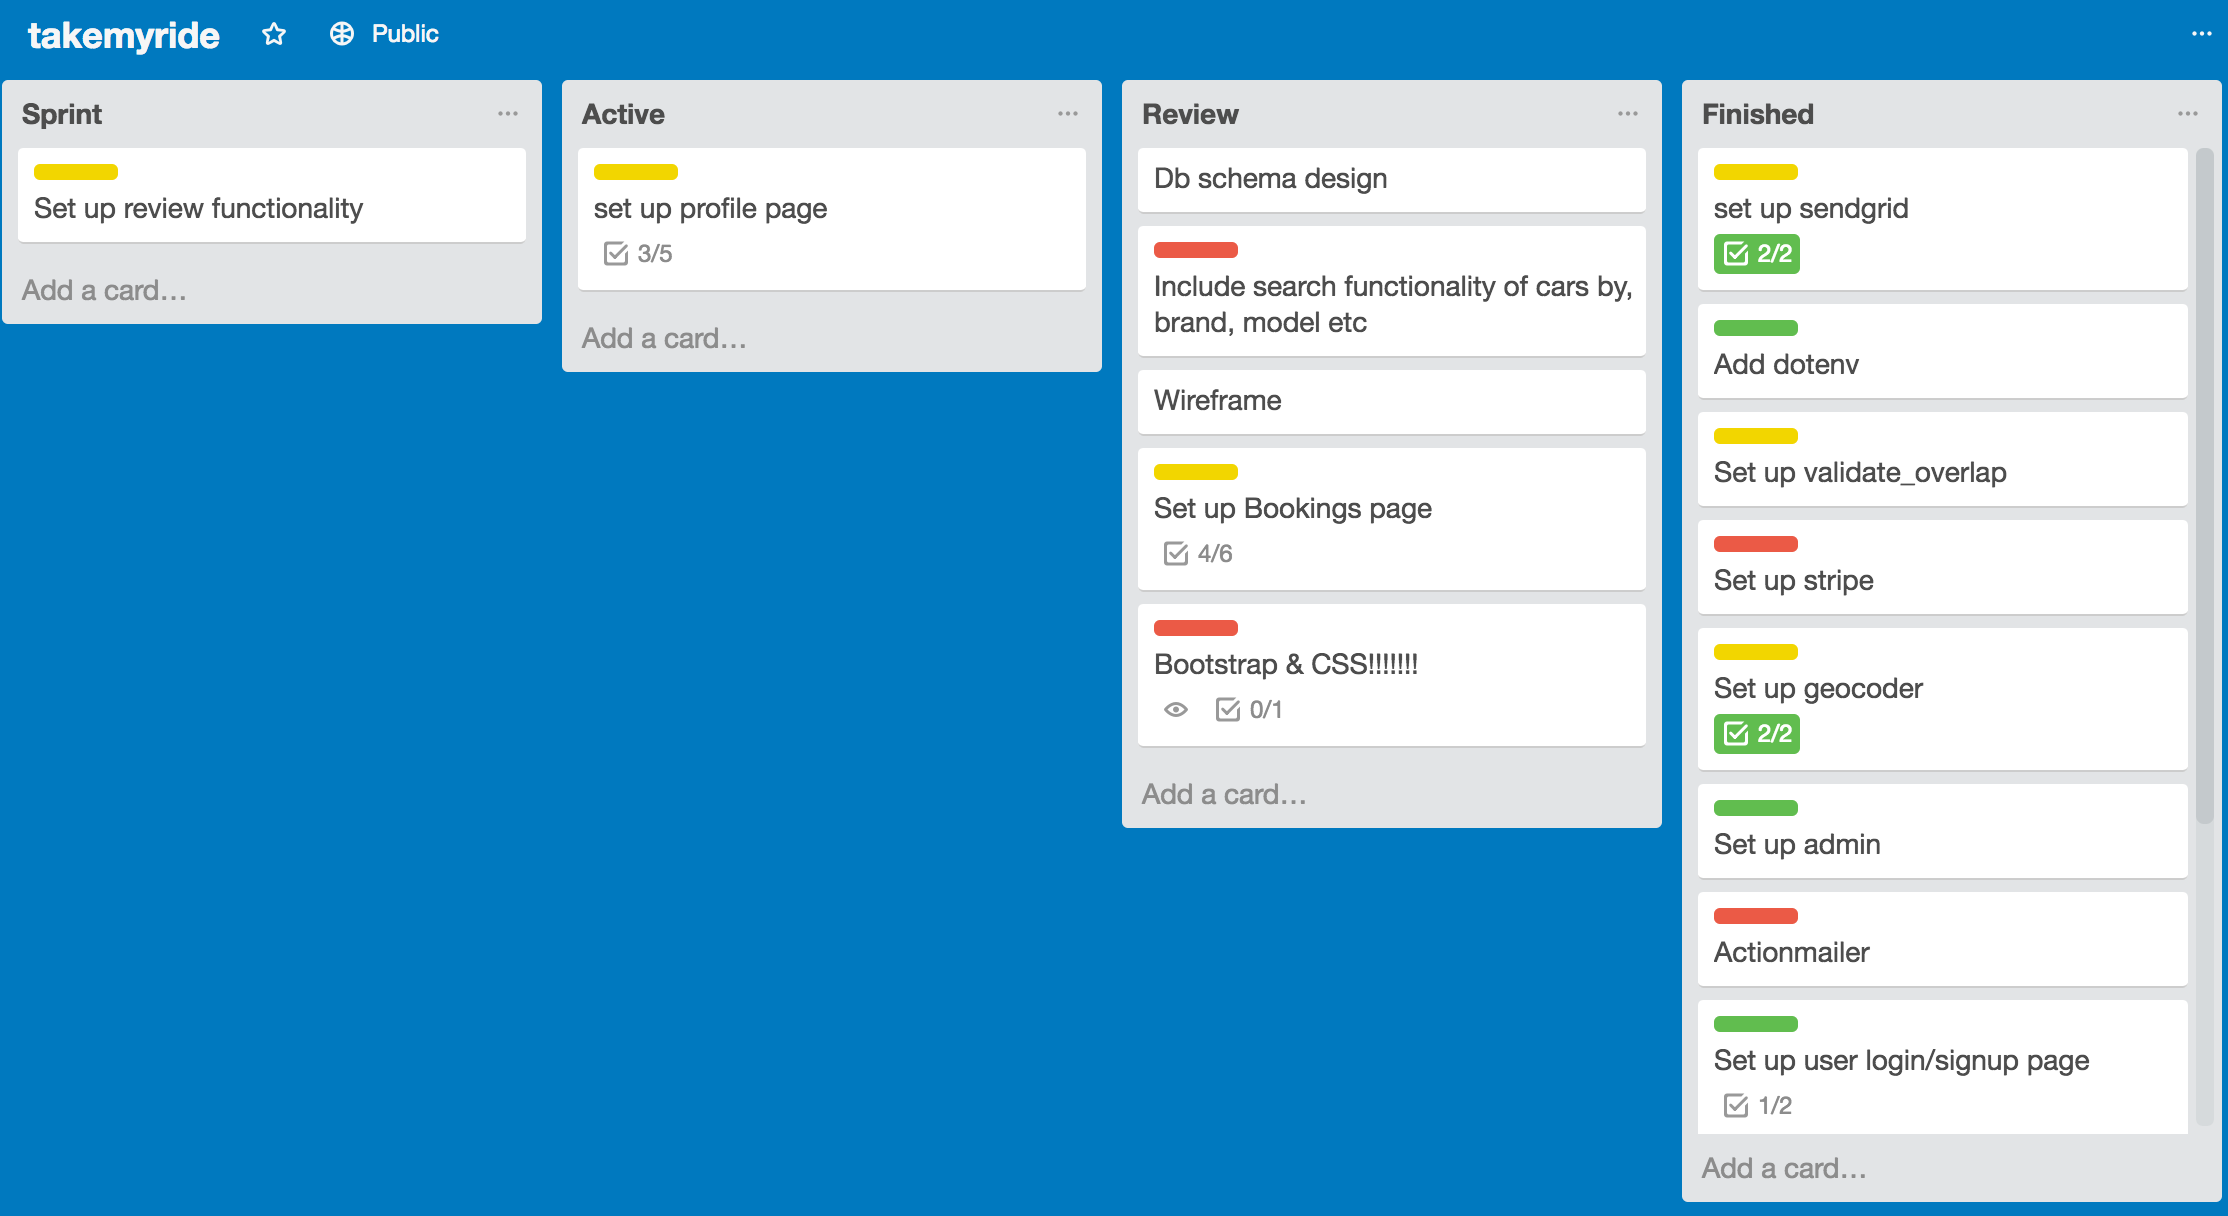 takemyride
Public
Sprint
Set up review functionality
Add a card...
Active
set up profile page
3/5
Add a card...
Review
Db schema design
Include search functionality of cars by,
brand, model etc
Wireframe
Set up Bookings page
4/6
Bootstrap & CSS!!!!!!!
0/1
Add a card...
Finished
set up sendgrid
2/2
Add dotenv
Set up validate_overlap
Set up stripe
Set up geocoder
2/2
Set up admin
Actionmailer
Set up user login/signup page
1/2
Add a card...